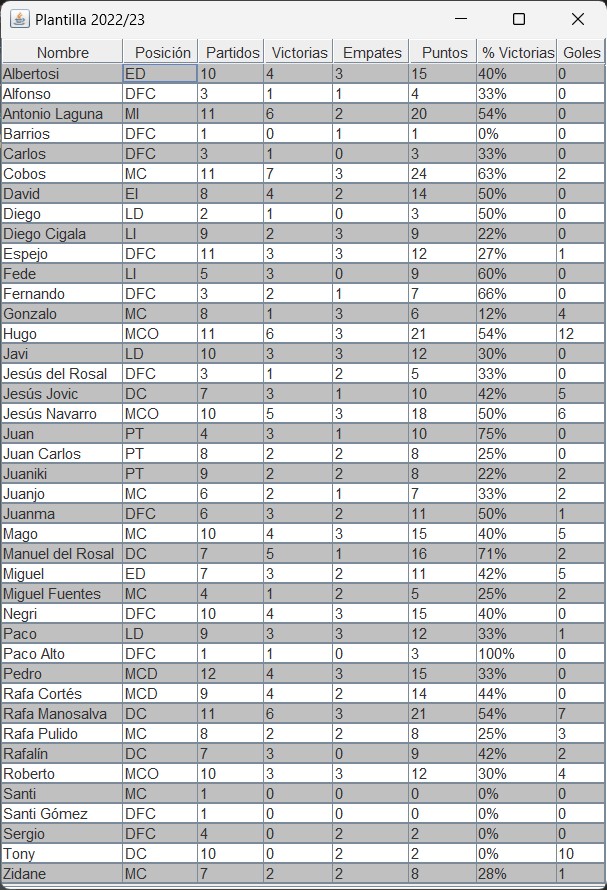 Plantilla 2022/23
Nombre Posición Partidos Victorias Empates Puntos % Victorias Goles
Albertosi ED 10 4 3 15 40% 0
Alfonso DFC 3 1 1 4 33% 0
Antonio Laguna MI 11 6 2 20 54% 0
Barrios DFC 1 0 1 1 0% 0
Carlos DFC 3 1 0 3 33% 0
Cobos MC 11 7 3 24 63% 2
David EI 8 4 2 14 50% 0
Diego LD 2 1 0 3 50% 0
Diego Cigala LI 9 2 3 9 22% 0
Espejo DFC 11 3 3 12 27% 1
Fede LI 5 3 0 9 60% 0
Fernando DFC 3 2 1 7 66% 0
Gonzalo MC 8 1 3 6 12% 4
Hugo MCO 11 6 3 21 54% 12
Javi LD 10 3 3 12 30% 0
Jesús del Rosal DFC 3 1 2 5 33% 0
Jesús Jovic DC 7 3 1 10 42% 5
Jesús Navarro MCO 10 5 3 18 50% 6
Juan PT 4 3 1 10 75% 0
Juan Carlos PT 8 2 2 8 25% 0
Juaniki PT 9 2 2 8 22% 2
Juanjo MC 6 2 1 7 33% 2
Juanma DFC 6 3 2 11 50% 1
Mago MC 10 4 3 15 40% 5
Manuel del Rosal DC 7 5 1 16 71% 2
Miguel ED 7 3 2 11 42% 5
Miguel Fuentes MC 4 1 2 5 25% 2
Negri DFC 10 4 3 15 40% 0
Paco LD 9 3 3 12 33% 1
Paco Alto DFC 1 1 0 3 100% 0
Pedro MCD 12 4 3 15 33% 0
Rafa Cortés MCD 9 4 2 14 44% 0
Rafa Manosalva DC 11 6 3 21 54% 7
Rafa Pulido MC 8 2 2 8 25% 3
Rafalín DC 7 3 0 9 42% 2
Roberto MCO 10 3 3 12 30% 4
Santi MC 1 0 0 0 0% 0
Santi Gómez DFC 1 0 0 0 0% 0
Sergio DFC 4 0 2 2 0% 0
Tony DC 10 0 2 2 0% 10
Zidane MC 7 2 2 8 28% 1